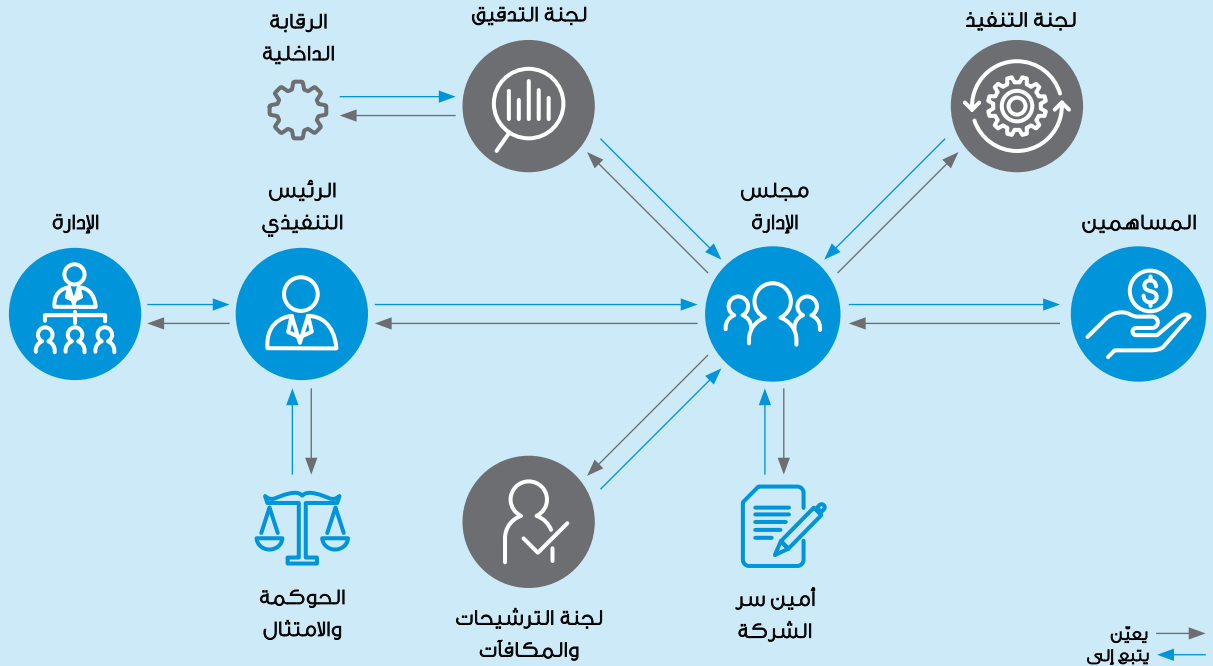 لجنة التنفيذ
لجنة التدقيق
الرقابة
الداخلية
المساهمين
مجلس
الإدارة
الرئيس
التنفيذي
الإدارة
$
أمين سر
الشركة
لجنة الترشيحات
والمكافآت
الحوكمة
والامتثال
يعيّن
يتبع إلى